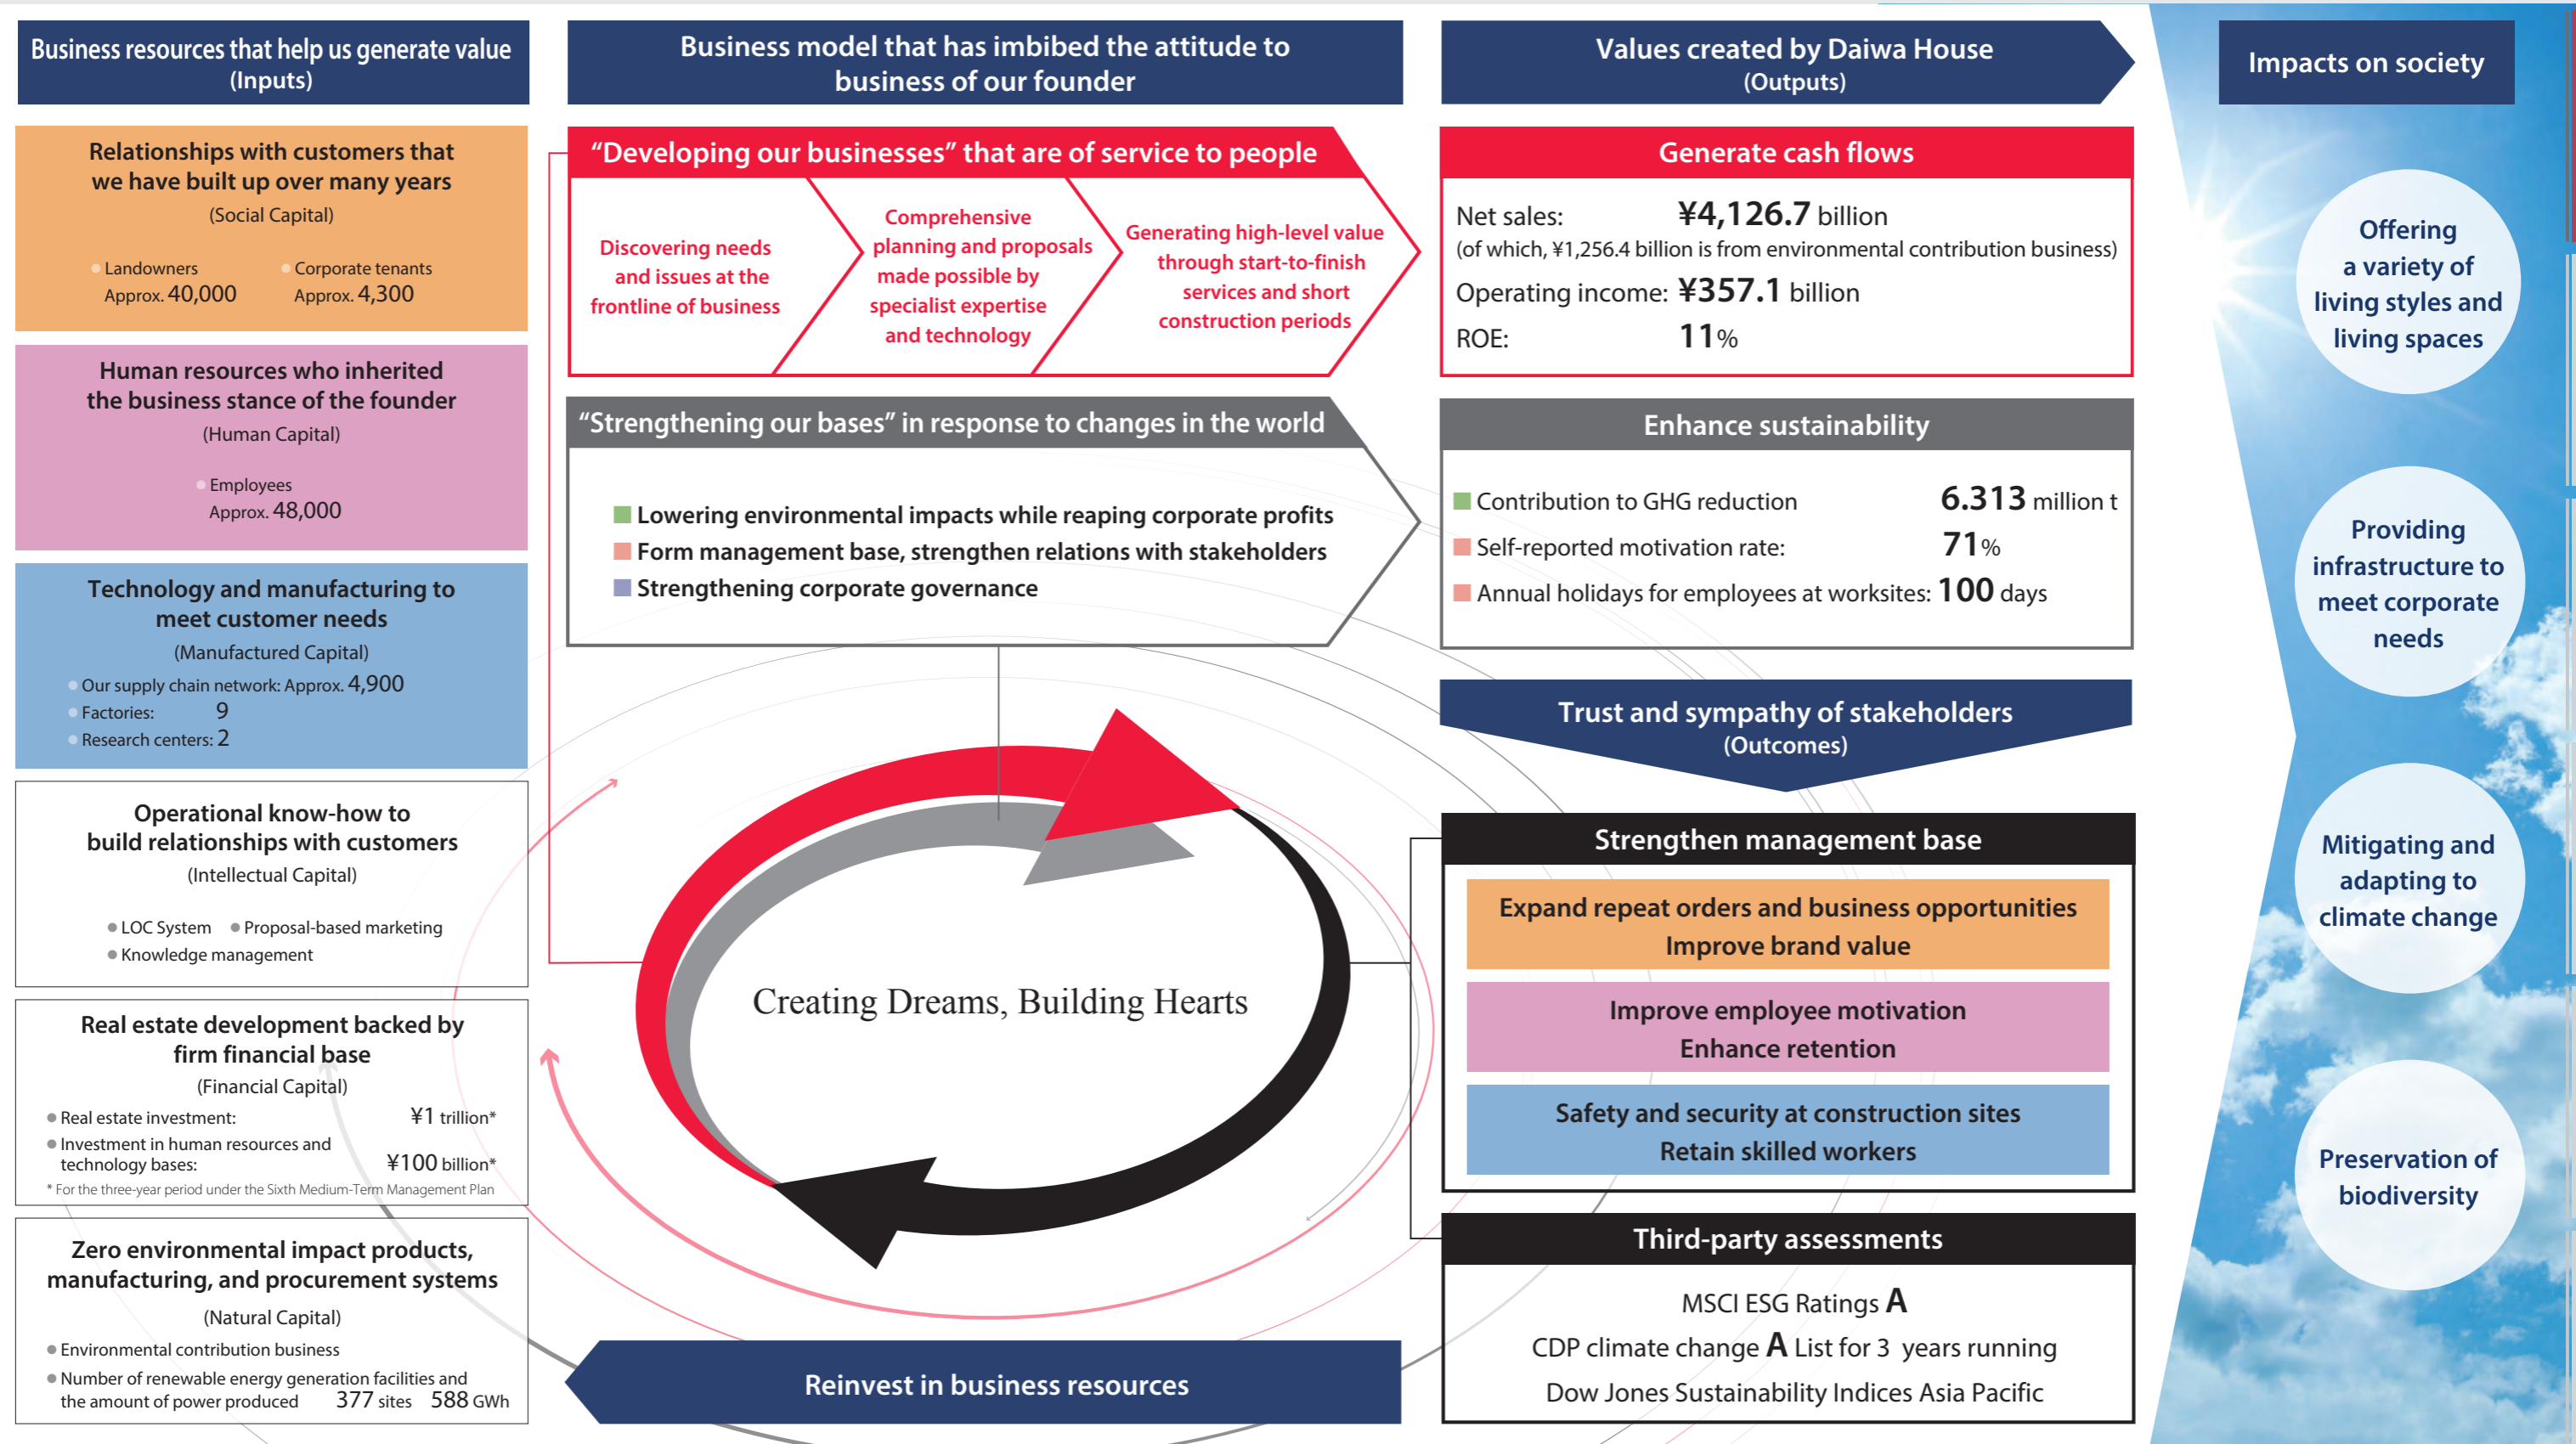 Business resources that help us generate value
(Inputs)
Relationships with customers that
we have built up over many years
(Social Capital)
Landowners
Approx. 40,000
Corporate tenants
Approx. 4,300
Human resources who inherited
the business stance of the founder
(Human Capital)
Employees
Approx. 48,000
Technology and manufacturing to
meet customer needs
(Manufactured Capital)
Our supply chain network: Approx. 4,900
Factories: 9
Research centers: 2
Operational know-how to
build relationships with customers
(Intellectual Capital)
LOC System
Proposal-based marketing
Knowledge management
Real estate development backed by
firm financial base
(Financial Capital)
Real estate investment: ¥1 trillion*
Investment in human resources and
technology bases: ¥100 billion*
* For the three-year period under the Sixth Medium-Term Management Plan
Zero environmental impact products,
manufacturing, and procurement systems
(Natural Capital)
Environmental contribution business
Number of renewable energy generation facilities and
the amount of power produced 377 sites 588 GWh
Business model that has imbibed the attitude to
business of our founder
“Developing our businesses” that are of service to people
Discovering needs
and issues at the
frontline of business
Comprehensive
planning and proposals
made possible by
specialist expertise
and technology
Generating high-level value
through start-to-finish
services and short
construction periods
“Strengthening our bases” in response to changes in the world
Lowering environmental impacts while reaping corporate profits
Form management base, strengthen relations with stakeholders
Strengthening corporate governance
Creating Dreams, Building Hearts
Reinvest in business resources
Values created by Daiwa House
(Outputs)
Generate cash flows
Net sales: ¥4,126.7 billion
(of which, ¥1,256.4 billion is from environmental contribution business)
Operating income: ¥357.1 billion
ROE: 11%
Enhance sustainability
Contribution to GHG reduction 6.313 million t
Self-reported motivation rate: 71%
Annual holidays for employees at worksites: 100 days
Trust and sympathy of stakeholders
(Outcomes)
Strengthen management base
Expand repeat orders and business opportunities
Improve brand value
Improve employee motivation
Enhance retention
Safety and security at construction sites
Retain skilled workers
Third-party assessments
MSCI ESG Ratings A
CDP climate change A List for 3 years running
Dow Jones Sustainability Indices Asia Pacific
Impacts on society
Offering
a variety of
living styles and
living spaces
Providing
infrastructure to
meet corporate
needs
Mitigating and
adapting to
climate change
Preservation of
biodiversity